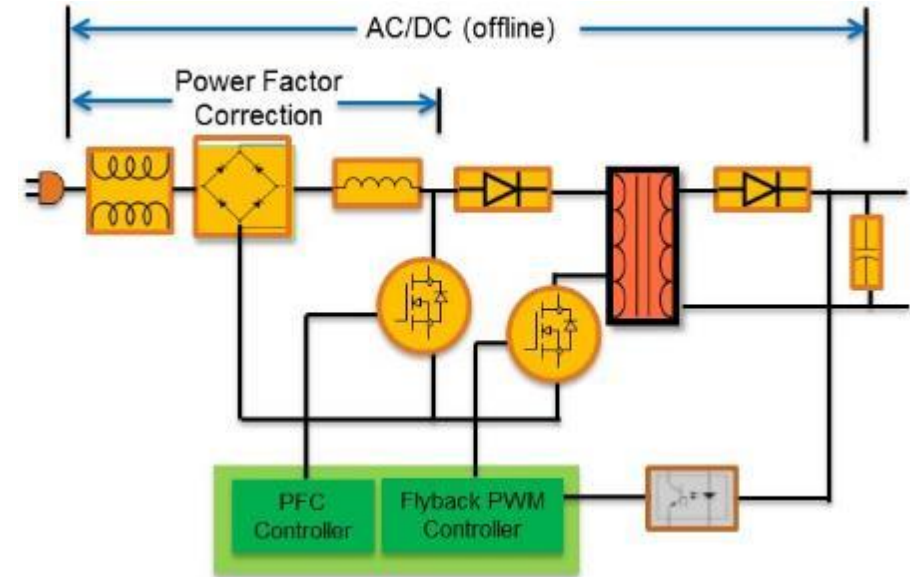 AC/DC (offline)
Power Factor
Correction
PFC
Controller
Flyback PWM
Controller